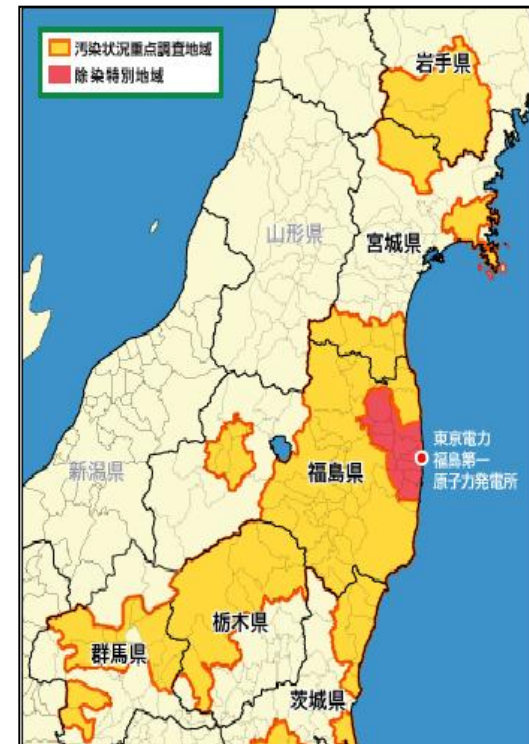 汚染状況重点調査地域
除染特別地域
岩手県
山形県
宮城県
新潟県
福島県
東京電力
福島第一
原子力発電所
栃木県
群馬県
茨城県